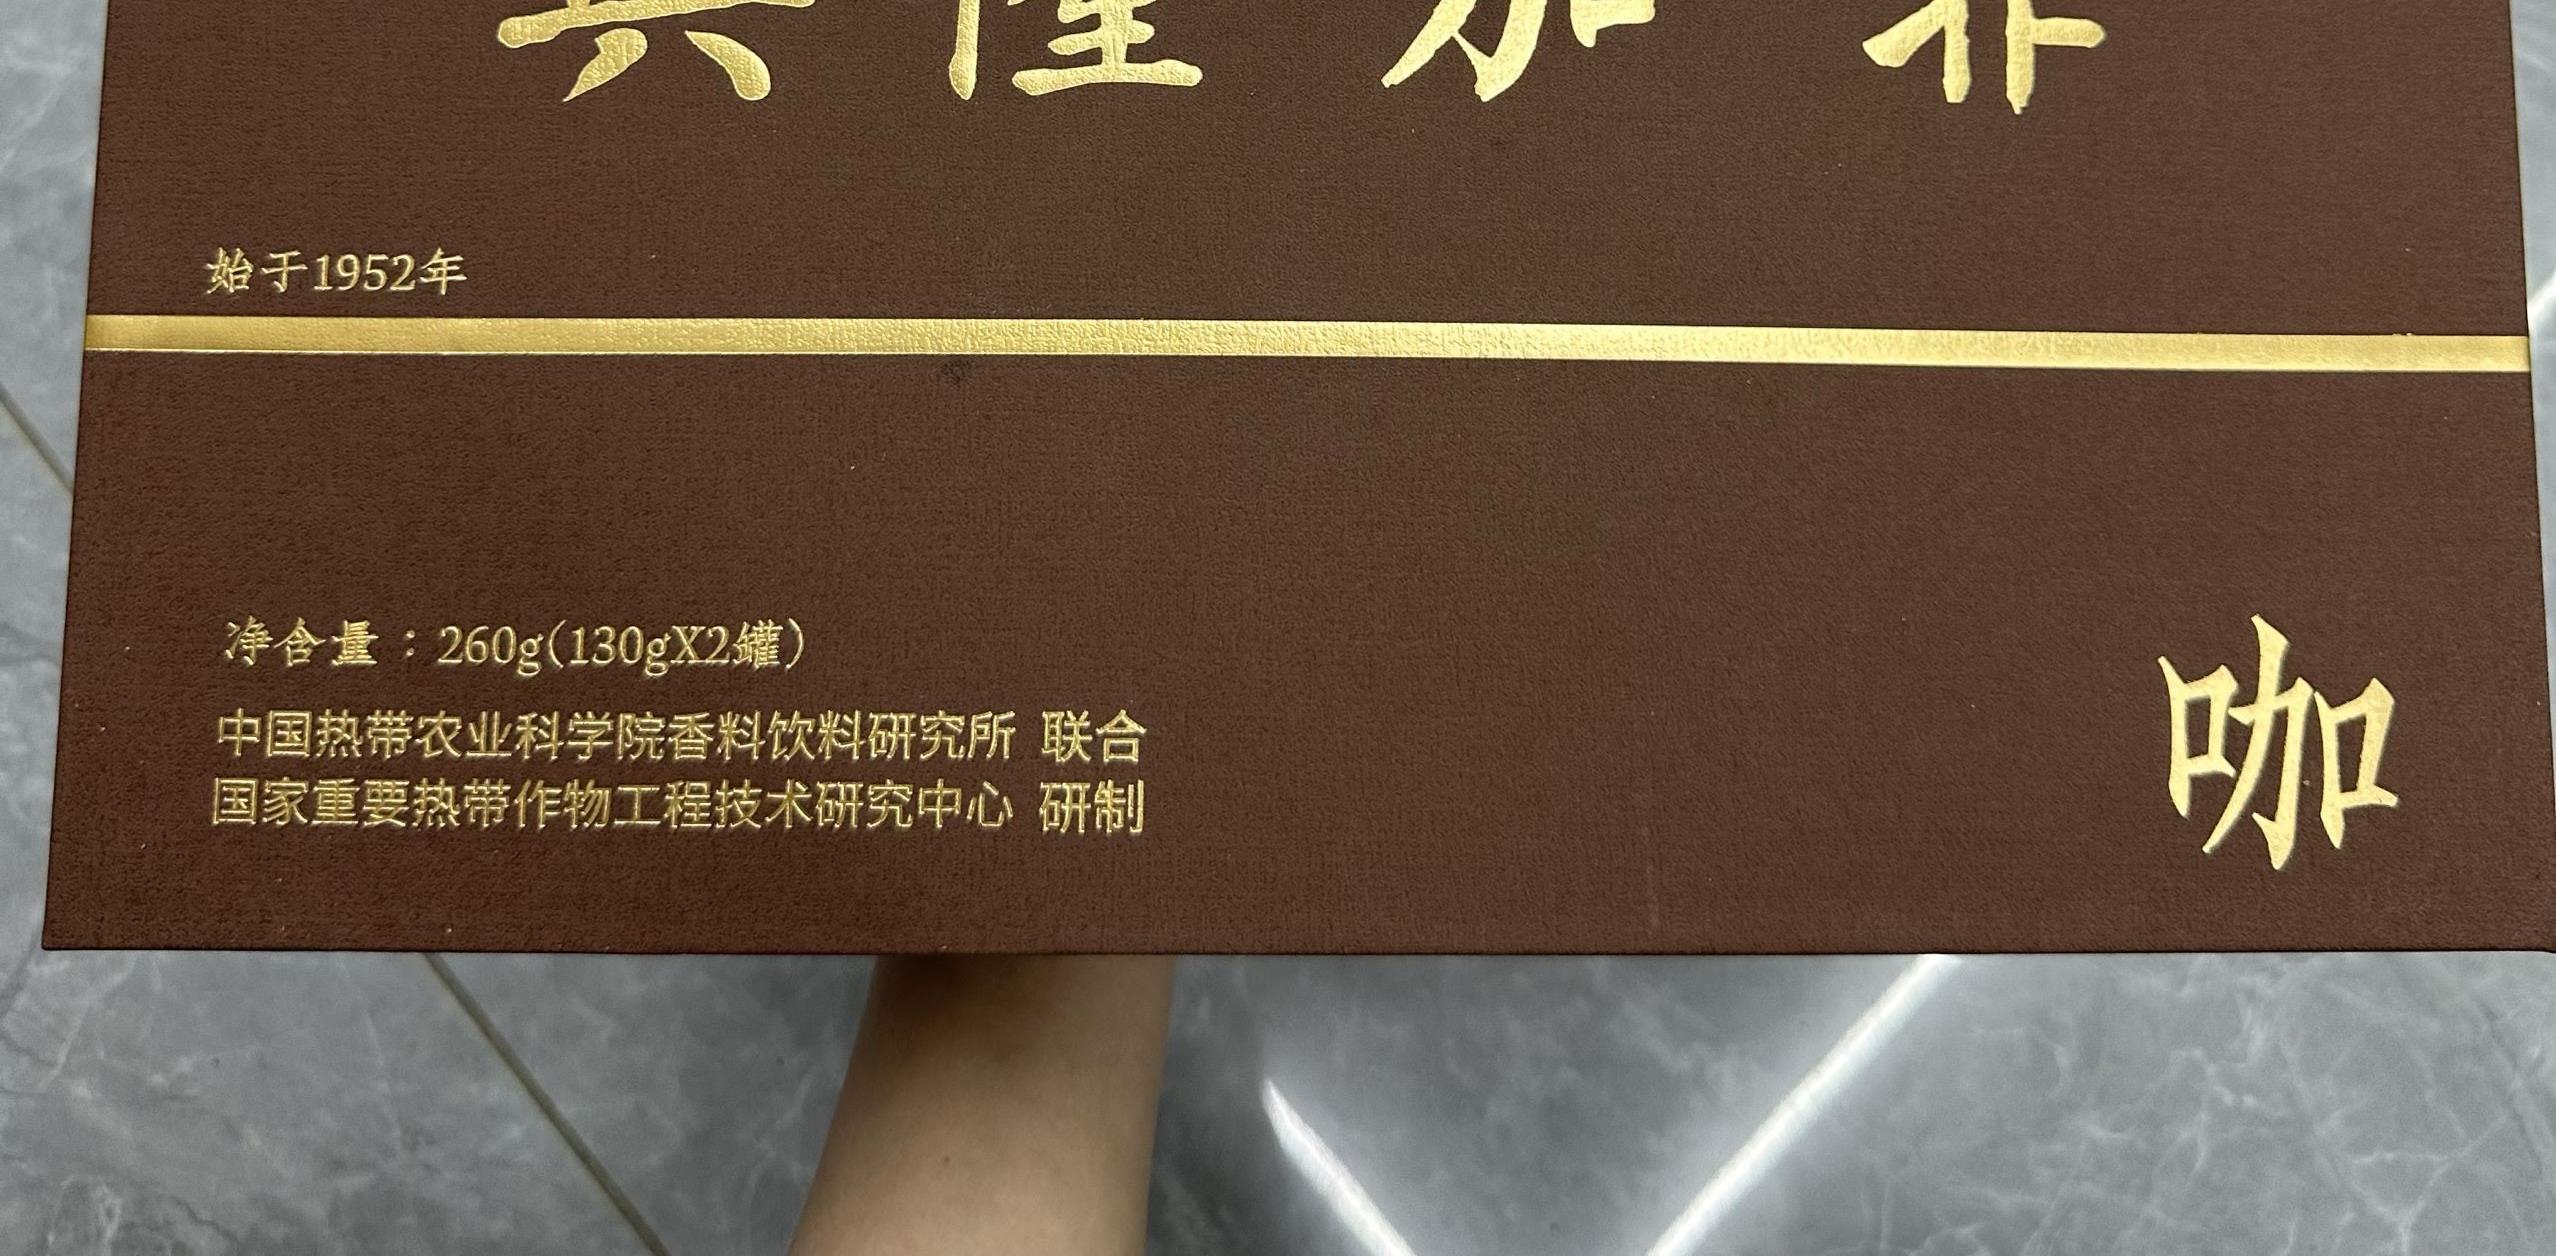 始于1952年
净含量：260g(130gX2罐)
中国热带农业科学院香料饮料研究所 联合
国家重要热带作物工程技术研究中心 研制
咖